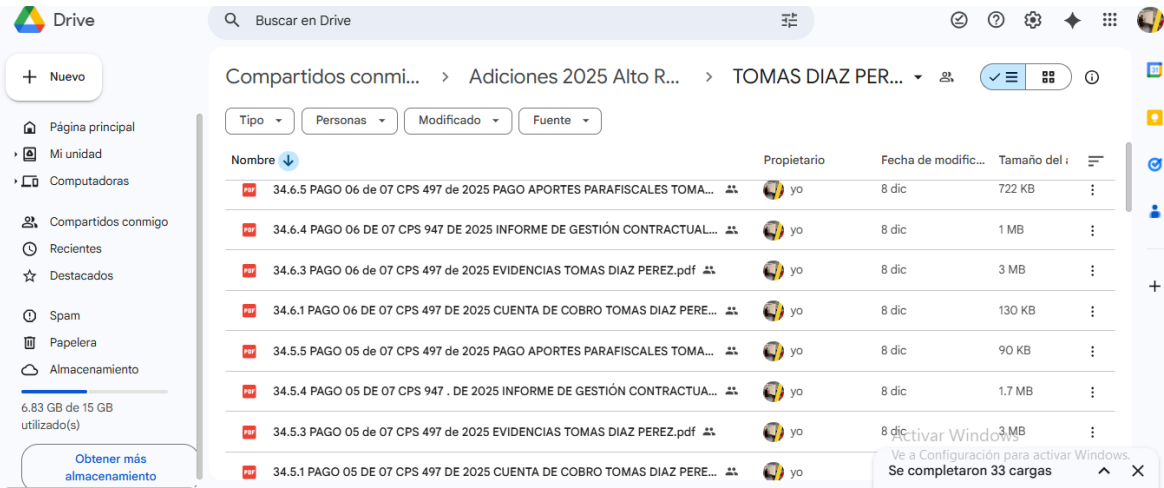 Drive
Buscar en Drive
Nuevo
Compartidos conmi... > Adiciones 2025 Alto R... > TOMAS DIAZ PER...
Tipo Personas Modificado Fuente
Página principal
Mi unidad
Computadoras
Compartidos conmigo
Recientes
Destacados
Spam
Papelera
Almacenamiento
6.83 GB de 15 GB
utilizado(s)
Obtener más
almacenamiento
Nombre Propietario Fecha de modific... Tamaño del
PDF 34.6.5 PAGO 06 de 07 CPS 497 de 2025 PAGO APORTES PARAFISCALES TOMA... yo 8 dic 722 KB
PDF 34.6.4 PAGO 06 DE 07 CPS 947 DE 2025 INFORME DE GESTIÓN CONTRACTUAL... yo 8 dic 1 MB
PDF 34.6.3 PAGO 06 de 07 CPS 497 de 2025 EVIDENCIAS TOMAS DIAZ PEREZ.pdf yo 8 dic 3 MB
PDF 34.6.1 PAGO 06 DE 07 CPS 497 de 2025 CUENTA DE COBRO TOMAS DIAZ PERE... yo 8 dic 130 KB
PDF 34.5.5 PAGO 05 de 07 CPS 497 de 2025 PAGO APORTES PARAFISCALES TOMA... yo 8 dic 90 KB
PDF 34.5.4 PAGO 05 DE 07 CPS 947 . DE 2025 INFORME DE GESTIÓN CONTRACTUA... yo 8 dic 1.7 MB
PDF 34.5.3 PAGO 05 de 07 CPS 497 de 2025 EVIDENCIAS TOMAS DIAZ PEREZ.pdf yo 8 dic 3 MB
PDF 34.5.1 PAGO 05 DE 07 CPS 497 DE 2025 CUENTA DE COBRO TOMAS DIAZ PERE... yo
Activar Windows
Ve a Configuración para activar Windows.
Se completaron 33 cargas
31